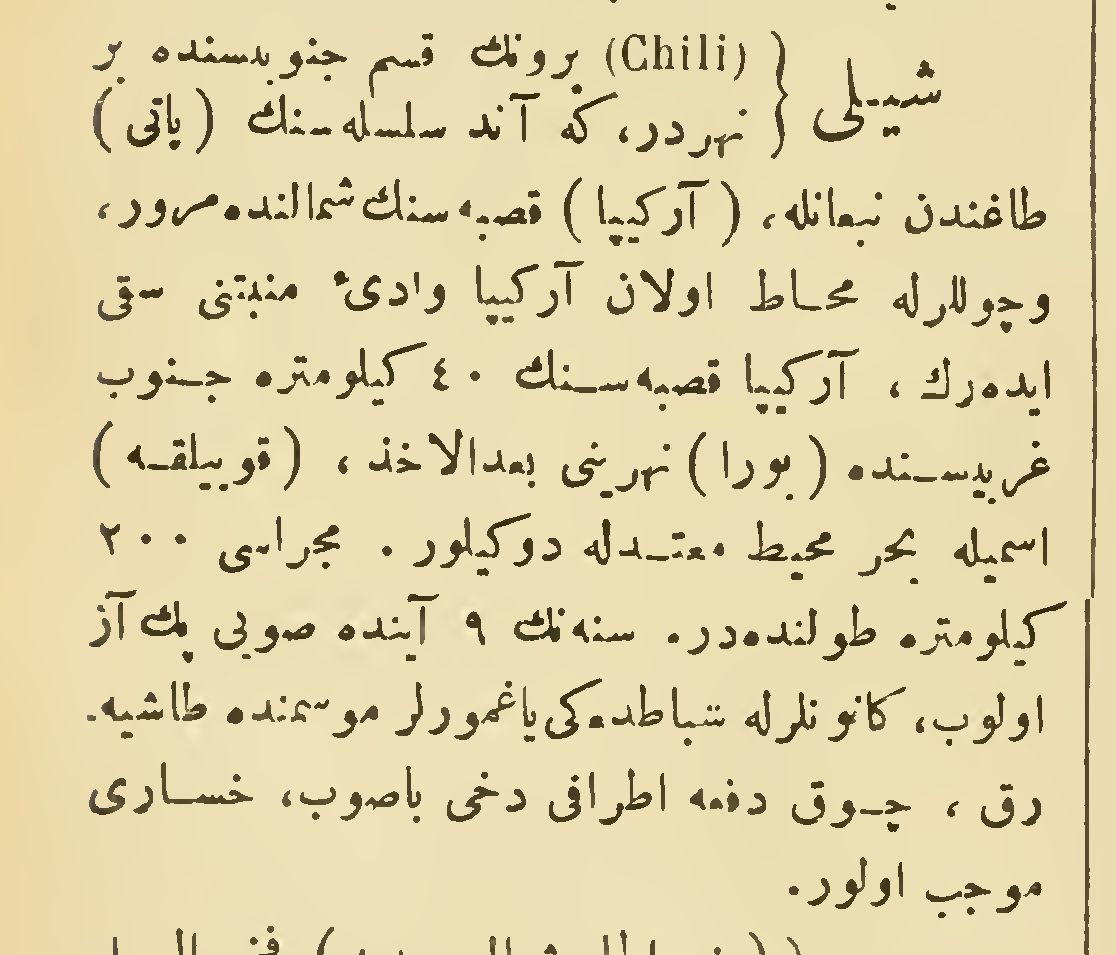 شیلی { (Chili) پرونك قسم جنوبیسنده بر
نهردر، كه آند سلسله سنك (پاتی)
طاغندن نبعانله، (آركیپا) قصبه سنك شمالنده مرور،
وچوللرله محاط اولان آركیپا وادئ منبتنی سقی
ایده‌رك ، آركیپا قصبه سنك ٤٠ كیلومتره جنوب
غربیسنده (بورا) نهرینی بعدالاخذ ، (قوییلقه)
اسمیله بحر محیط معتدله دوكیلور . مجراسی ٢٠٠
كیلومتره طولنده‌در. سنه‌نك ٩ آینده صویی پك آز
اولوب، كانونلرله شباطده‌كی یاغمورلر موسمنده طاشیه-
رق ، چوق دفعه اطرافی دخی باصوب، خساری
موجب اولور.